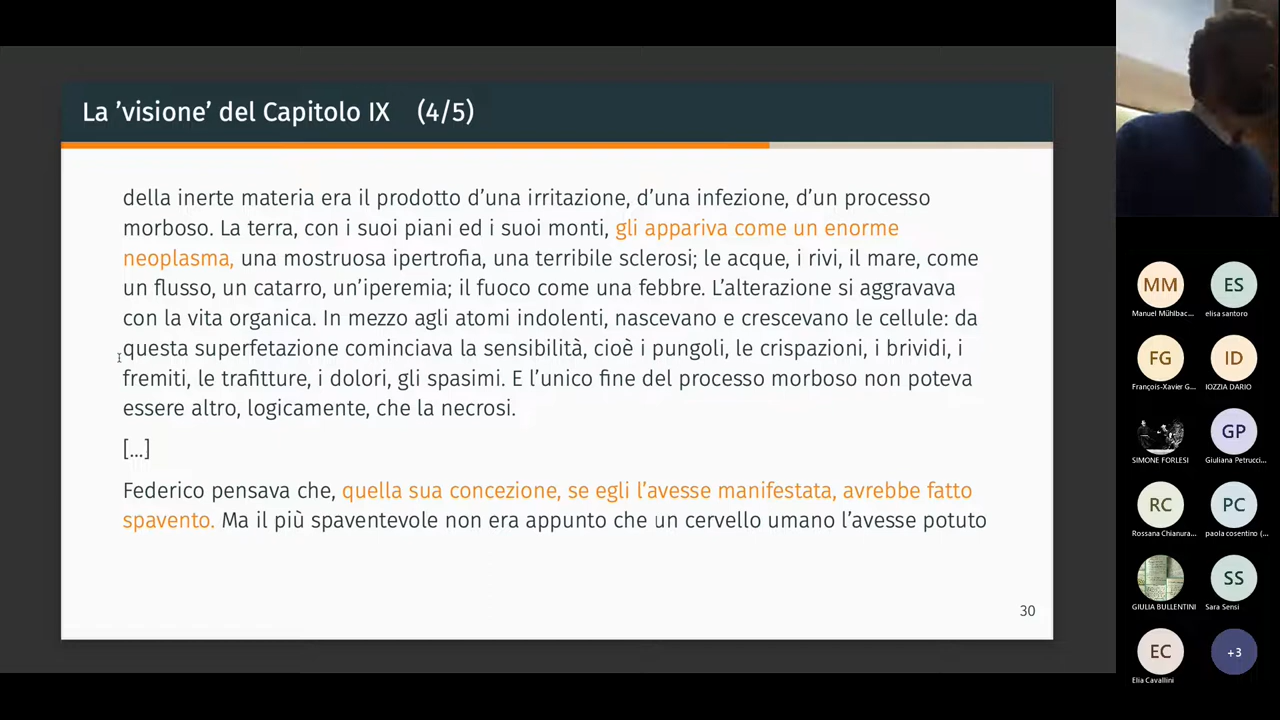 La ’visione’ del Capitolo IX (4/5)
della inerte materia era il prodotto d’una irritazione, d’una infezione, d’un processo
morboso. La terra, con i suoi piani ed i suoi monti, gli appariva come un enorme
neoplasma, una mostruosa ipertrofia, una terribile sclerosi; le acque, i rivi, il mare, come
un flusso, un catarro, un’iperemia; il fuoco come una febbre. L’alterazione si aggravava
con la vita organica. In mezzo agli atomi indolenti, nascevano e crescevano le cellule: da
questa superfetazione cominciava la sensibilità, cioè i pungoli, le crispazioni, i brividi, i
fremiti, le trafitture, i dolori, gli spasimi. E l’unico fine del processo morboso non poteva
essere altro, logicamente, che la necrosi.
[...]
Federico pensava che, quella sua concezione, se egli l’avesse manifestata, avrebbe fatto
spavento. Ma il più spaventevole non era appunto che un cervello umano l’avesse potuto
30
MM
Manuel Mühlbac...
ES
elisa santoro
FG
François-Xavier G...
ID
IOZZIA DARIO
SIMONE FORLESI
GP
Giuliana Petrucci...
RC
Rossana Chianura...
PC
paola cosentino (...
GIULIA BULLENTINI
SS
Sara Sensi
EC
Elia Cavallini
+3